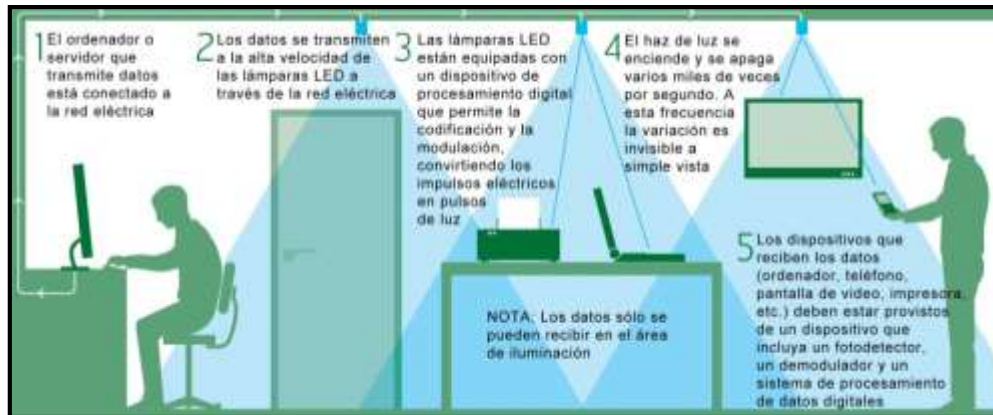 1 El ordenador o
servidor que
transmite datos
está conectado a
la red eléctrica
2 Los datos se transmiten
a la alta velocidad de
las lámparas LED a
través de la red eléctrica
3 Las lámparas LED
están equipadas con
un dispositivo de
procesamiento digital
que permite la
codificación y la
modulación,
convirtiendo los
impulsos eléctricos
en pulsos
de luz
4 El haz de luz se
enciende y se apaga
varios miles de veces
por segundo. A
esta frecuencia
la variación es
invisible a
simple vista
5 Los dispositivos que
reciben los datos
(ordenador, teléfono,
pantalla de video, impresora,
etc.) deben estar provistos
de un dispositivo que
incluya un fotodetector,
un demodulador y un
sistema de procesamiento
de datos digitales
NOTA: Los datos sólo se
pueden recibir en el área
de iluminación